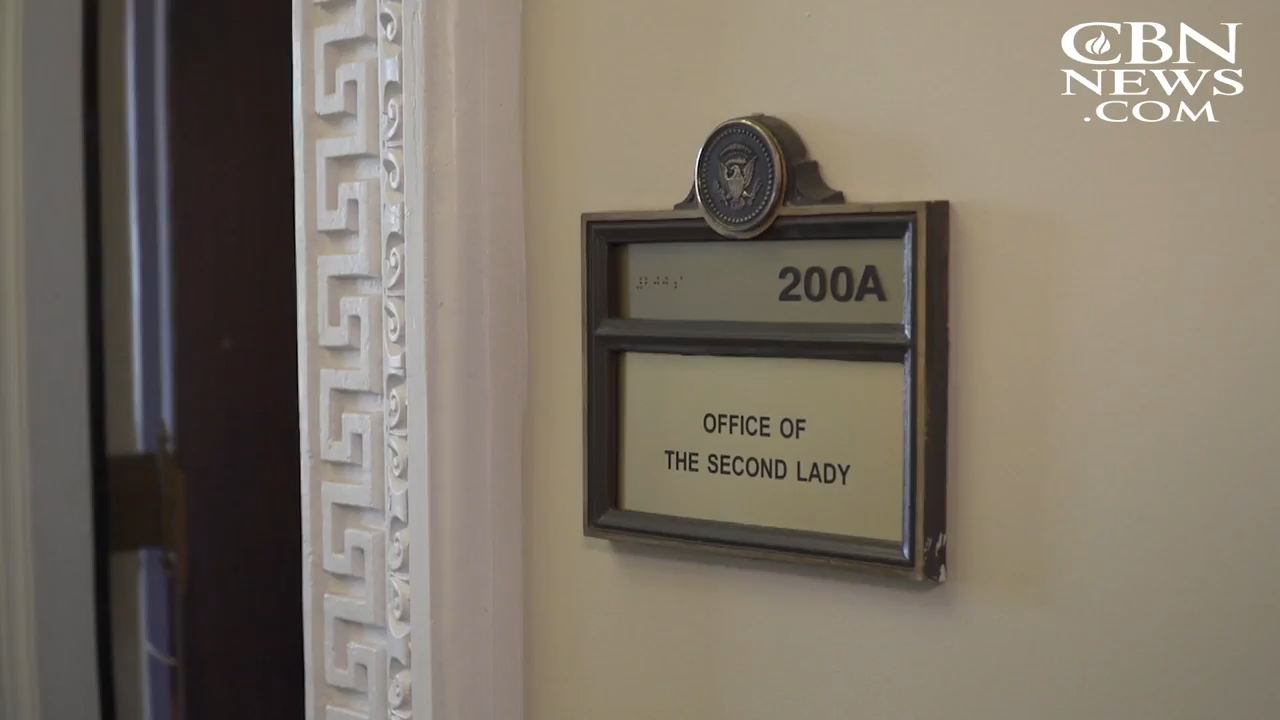 CBN
NEWS
.COM
200A
OFFICE OF
THE SECOND LADY